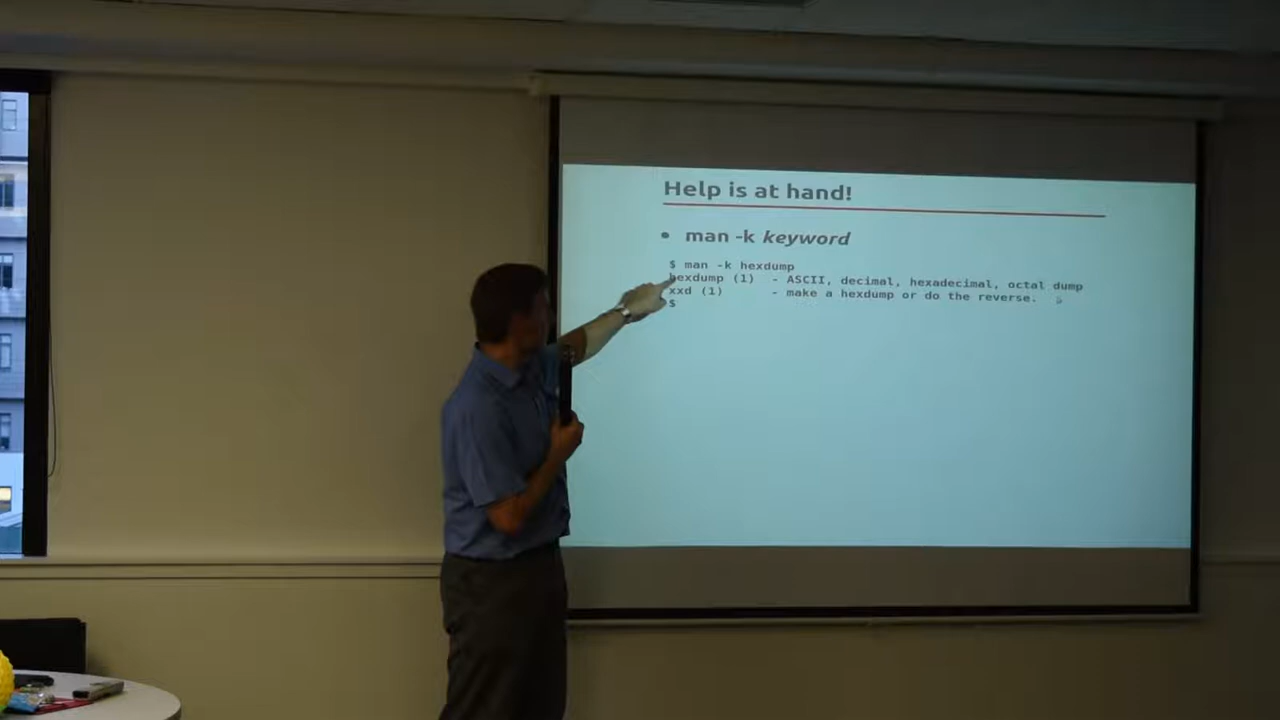 Help is at hand!
• man -k keyword
$ man -k hexdump
hexdump (1) - ASCII, decimal, hexadecimal, octal dump
xxd (1) - make a hexdump or do the reverse.
$